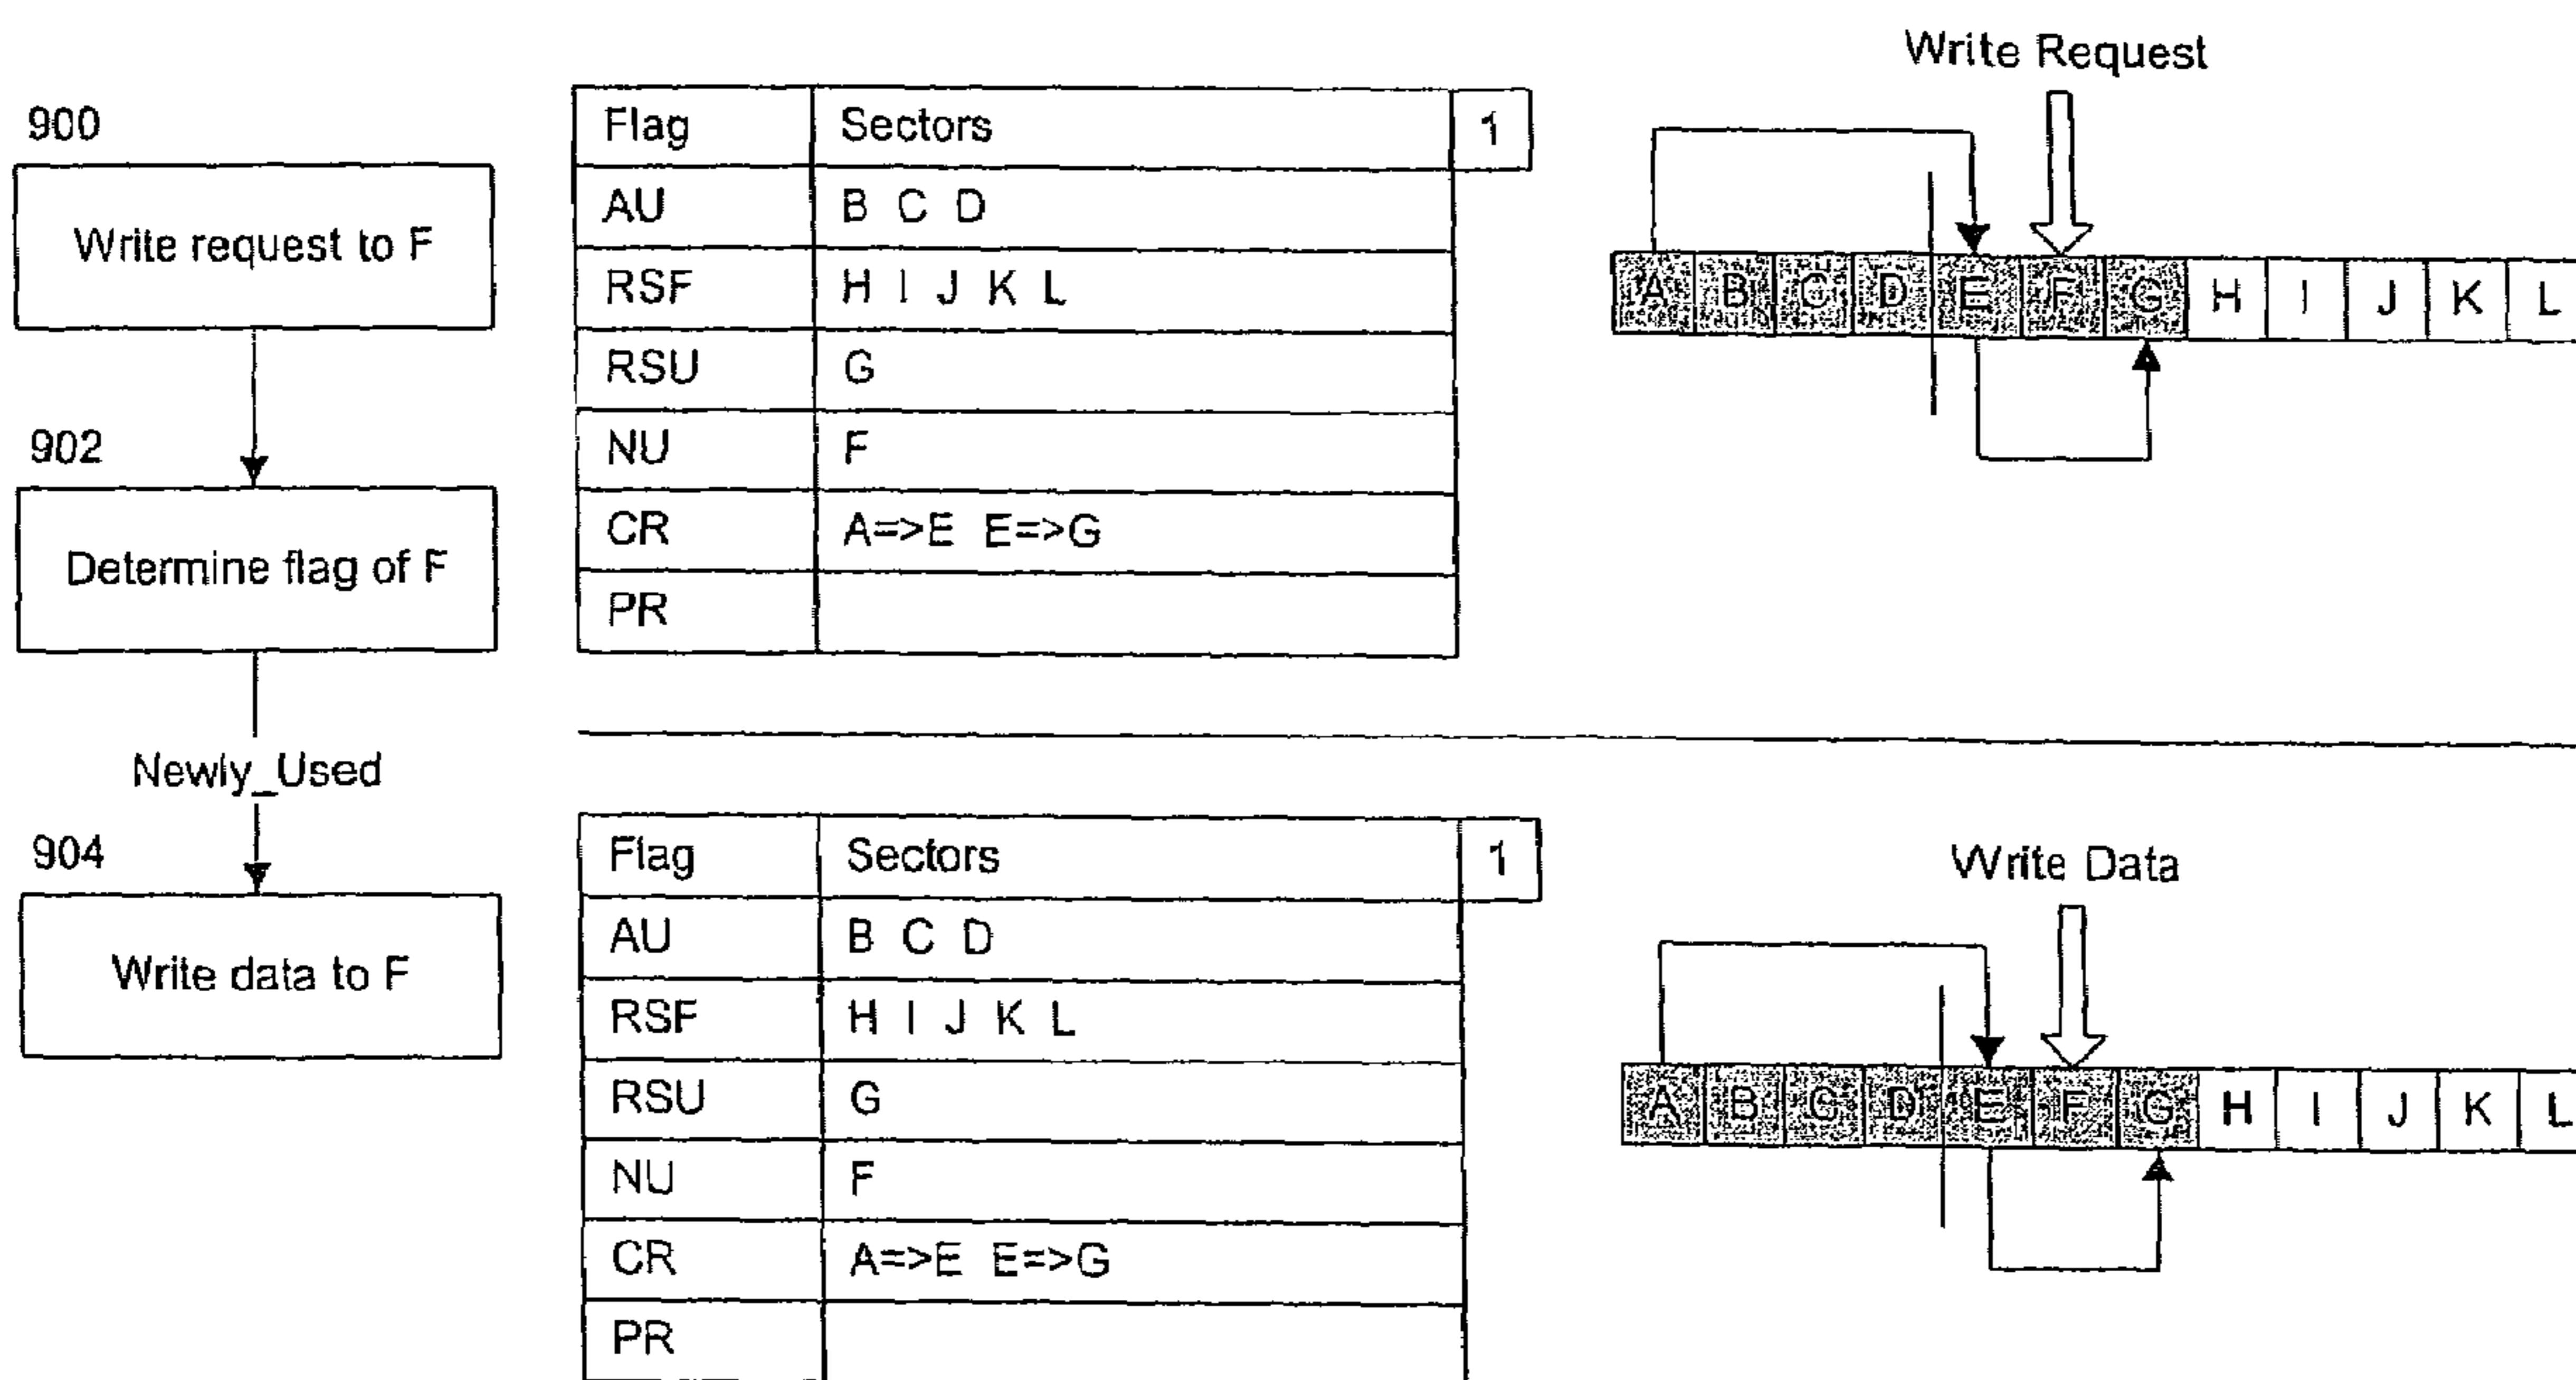 Write Request
900
Write request to F
902
Determine flag of F
Newly_Used
904
Write data to F
Flag Sectors 1
AU B C D
RSF H I J K L
RSU G
NU F
CR A=>E E=>G
PR
A B C D E F G H I J K L
Flag Sectors 1
AU B C D
RSF H I J K L
RSU G
NU F
CR A=>E E=>G
PR
Write Data
A B C D E F G H I J K L